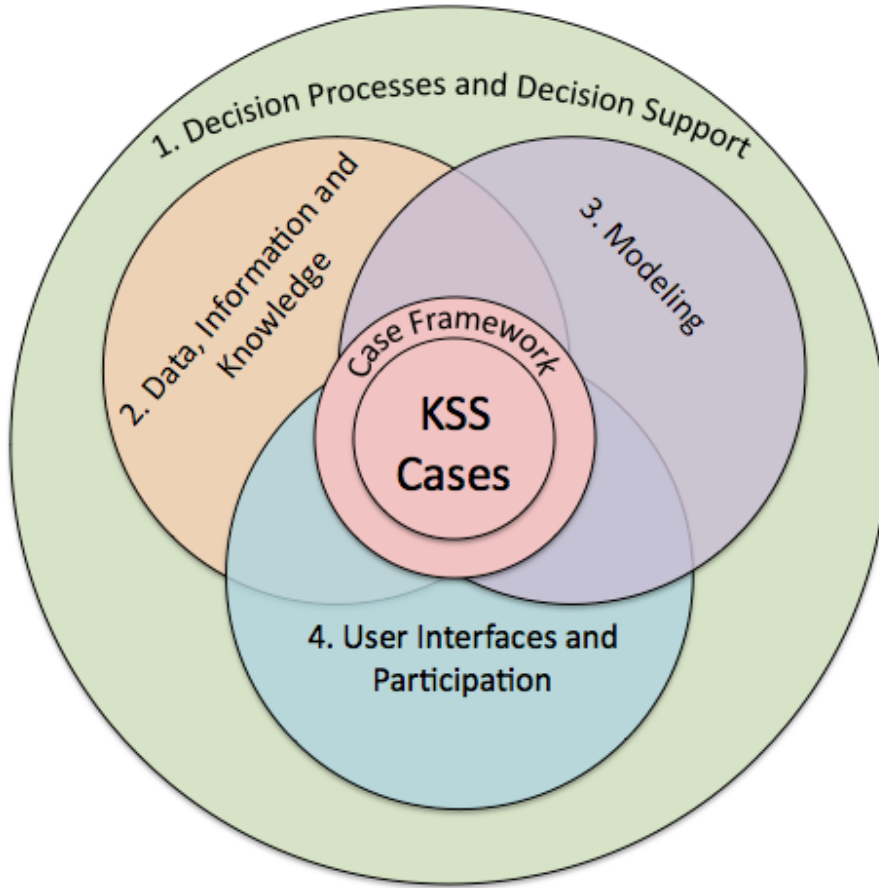 1. Decision Processes and Decision Support
2. Data, Information and
Knowledge
3. Modeling
Case Framework
KSS
Cases
4. User Interfaces and
Participation